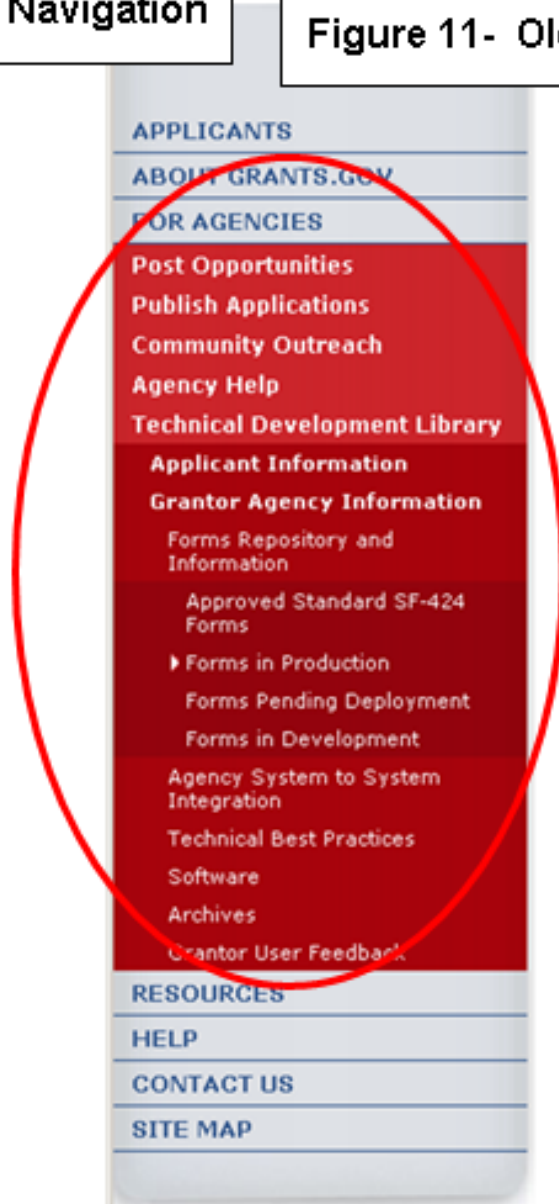 Navigation
Figure 11- Ol
APPLICANTS
ABOUT GRANTS.GOV
FOR AGENCIES
Post Opportunities
Publish Applications
Community Outreach
Agency Help
Technical Development Library
Applicant Information
Grantor Agency Information
Forms Repository and
Information
Approved Standard SF-424
Forms
Forms in Production
Forms Pending Deployment
Forms in Development
Agency System to System
Integration
Technical Best Practices
Software
Archives
Grantor User Feedback
RESOURCES
HELP
CONTACT US
SITE MAP